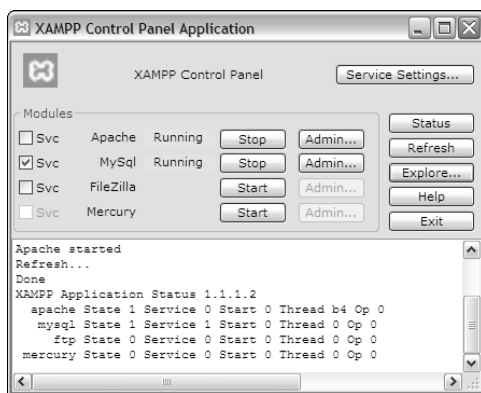 XAMPP Control Panel Application
XAMPP Control Panel
Service Settings...
Modules
Svc Apache Running Stop Admin...
Svc MySql Running Stop Admin...
Svc FileZilla Start Admin...
Svc Mercury Start Admin...
Status
Refresh
Explore...
Help
Exit
Apache started
Refresh...
Done
XAMPP Application Status 1.1.1.2
apache State 1 Service 0 Start 0 Thread b4 Op 0
mysql State 1 Service 1 Start 0 Thread 0 Op 0
ftp State 0 Service 0 Start 0 Thread 0 Op 0
mercury State 0 Service 0 Start 0 Thread 0 Op 0